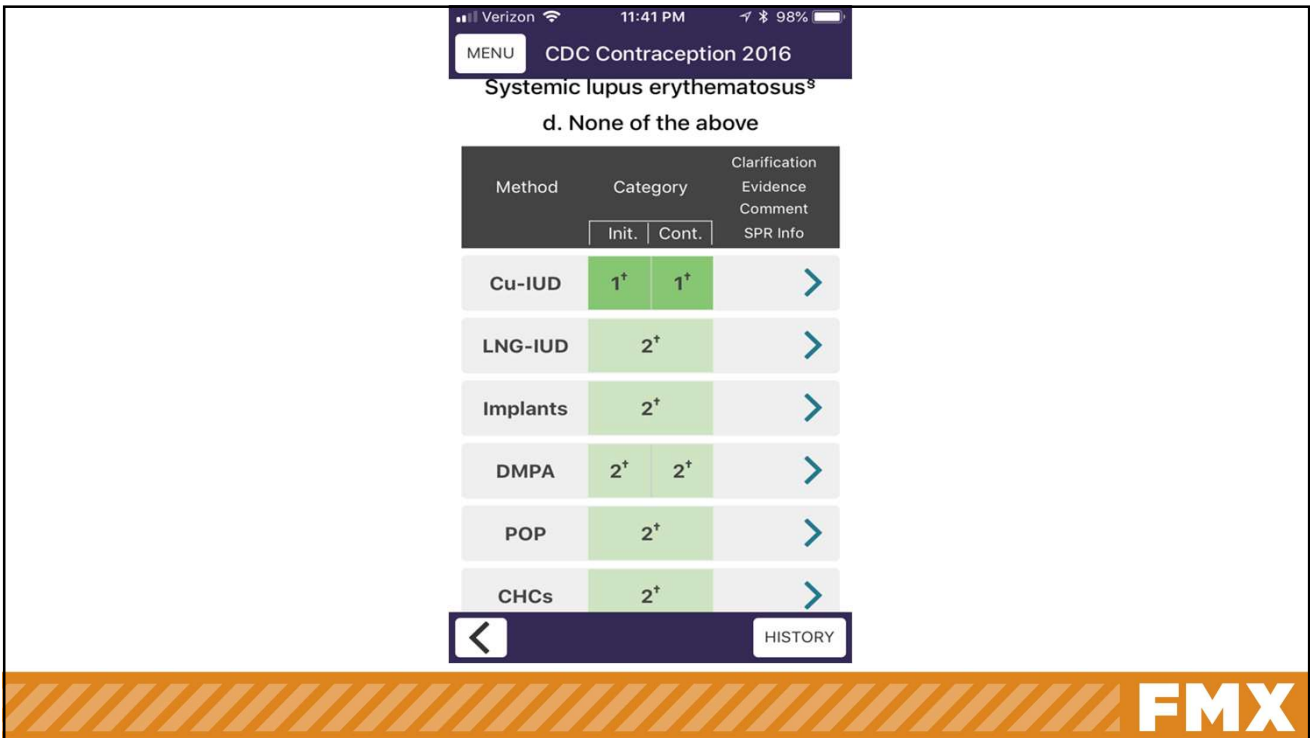 Verizon 11:41 PM 98%
MENU CDC Contraception 2016
Systemic lupus erythematosus§
d. None of the above
Method Category Clarification
Evidence
Comment
Init. Cont. SPR Info
Cu-IUD 1† 1†
LNG-IUD 2†
Implants 2†
DMPA 2† 2†
POP 2†
CHCs 2†
HISTORY
FMX